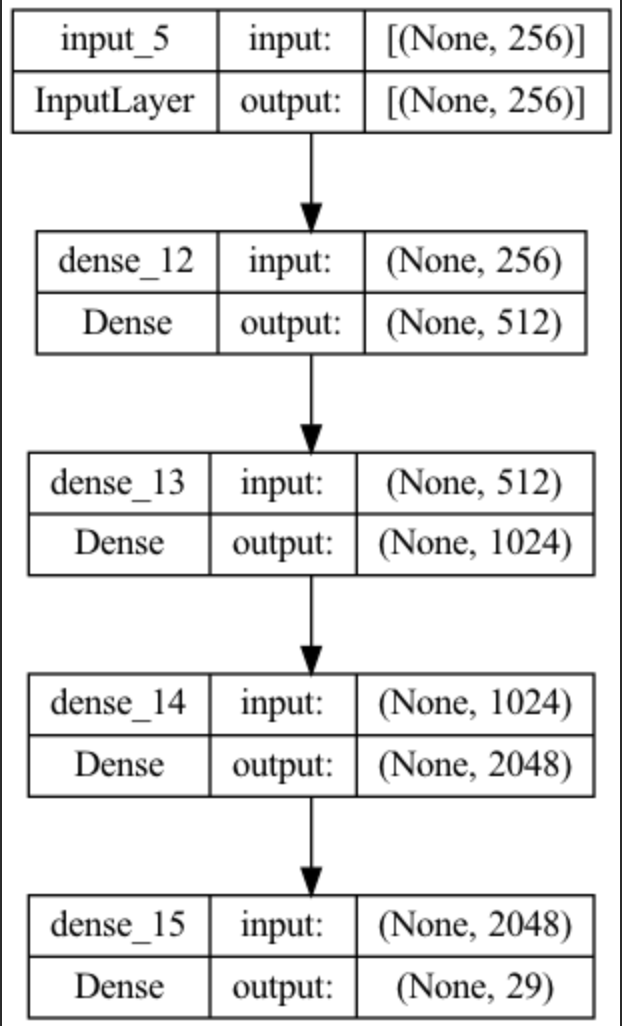 input_5 input: [(None, 256)]
InputLayer output: [(None, 256)]
dense_12 input: (None, 256)
Dense output: (None, 512)
dense_13 input: (None, 512)
Dense output: (None, 1024)
dense_14 input: (None, 1024)
Dense output: (None, 2048)
dense_15 input: (None, 2048)
Dense output: (None, 29)